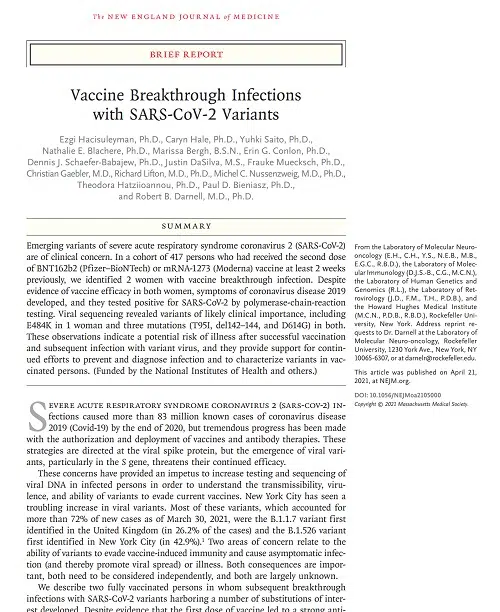 The NEW ENGLAND JOURNAL of MEDICINE
BRIEF REPORT
Vaccine Breakthrough Infections
with SARS-CoV-2 Variants
Ezgi Hacisuleyman, Ph.D., Caryn Hale, Ph.D., Yuhki Saito, Ph.D.,
Nathalie E. Blachere, Ph.D., Marissa Bergh, B.S.N., Erin G. Conlon, Ph.D.,
Dennis J. Schaefer-Babajew, Ph.D., Justin DaSilva, M.S., Frauke Muecksch, Ph.D.,
Christian Gaebler, M.D., Richard Lifton, M.D., Ph.D., Michel C. Nussenzweig, M.D., Ph.D.,
Theodora Hatziioannou, Ph.D., Paul D. Bieniasz, Ph.D.,
and Robert B. Darnell, M.D., Ph.D.
SUMMARY
Emerging variants of severe acute respiratory syndrome coronavirus 2 (SARS-CoV-2)
are of clinical concern. In a cohort of 417 persons who had received the second dose
of BNT162b2 (Pfizer–BioNTech) or mRNA-1273 (Moderna) vaccine at least 2 weeks
previously, we identified 2 women with vaccine breakthrough infection. Despite
evidence of vaccine efficacy in both women, symptoms of coronavirus disease 2019
developed, and they tested positive for SARS-CoV-2 by polymerase-chain-reaction
testing. Viral sequencing revealed variants of likely clinical importance, including
E484K in 1 woman and three mutations (T95I, del142–144, and D614G) in both.
These observations indicate a potential risk of illness after successful vaccination
and subsequent infection with variant virus, and they provide support for contin-
ued efforts to prevent and diagnose infection and to characterize variants in vac-
cinated persons. (Funded by the National Institutes of Health and others.)
From the Laboratory of Molecular Neuro-
oncology (E.H., C.H., Y.S., N.E.B., M.B.,
E.G.C., R.B.D.), the Laboratory of Molec-
ular Immunology (D.J.S.-B., C.G., M.C.N.),
the Laboratory of Human Genetics and
Genomics (R.L.), the Laboratory of Ret-
rovirology (J.D., F.M., T.H., P.D.B.), and
the Howard Hughes Medical Institute
(M.C.N., P.D.B., R.B.D.), Rockefeller Uni-
versity, New York. Address reprint re-
quests to Dr. Darnell at the Laboratory of
Molecular Neuro-oncology, Rockefeller
University, 1230 York Ave., New York, NY
10065-6307, or at darnelr@rockefeller.edu.
This article was published on April 21,
2021, at NEJM.org.
DOI: 10.1056/NEJMoa2105000
Copyright © 2021 Massachusetts Medical Society.
SEVERE ACUTE RESPIRATORY SYNDROME CORONAVIRUS 2 (SARS-COV-2) IN-
fections caused more than 83 million known cases of coronavirus disease
2019 (Covid-19) by the end of 2020, but tremendous progress has been made
with the authorization and deployment of vaccines and antibody therapies. These
strategies are directed at the viral spike protein, but the emergence of viral vari-
ants, particularly in the S gene, threatens their continued efficacy.
These concerns have provided an impetus to increase testing and sequencing of
viral DNA in infected persons in order to understand the transmissibility, viru-
lence, and ability of variants to evade current vaccines. New York City has seen a
troubling increase in viral variants. Most of these variants, which accounted for
more than 72% of new cases as of March 30, 2021, were the B.1.1.7 variant first
identified in the United Kingdom (in 26.2% of the cases) and the B.1.526 variant
first identified in New York City (in 42.9%).¹ Two areas of concern relate to the
ability of variants to evade vaccine-induced immunity and cause asymptomatic infec-
tion (and thereby promote viral spread) or illness. Both consequences are impor-
tant, both need to be considered independently, and both are largely unknown.
We describe two fully vaccinated persons in whom subsequent breakthrough
infections with SARS-CoV-2 variants harboring a number of substitutions of inter-
est developed. Despite evidence that the first dose of vaccine led to a strong anti-